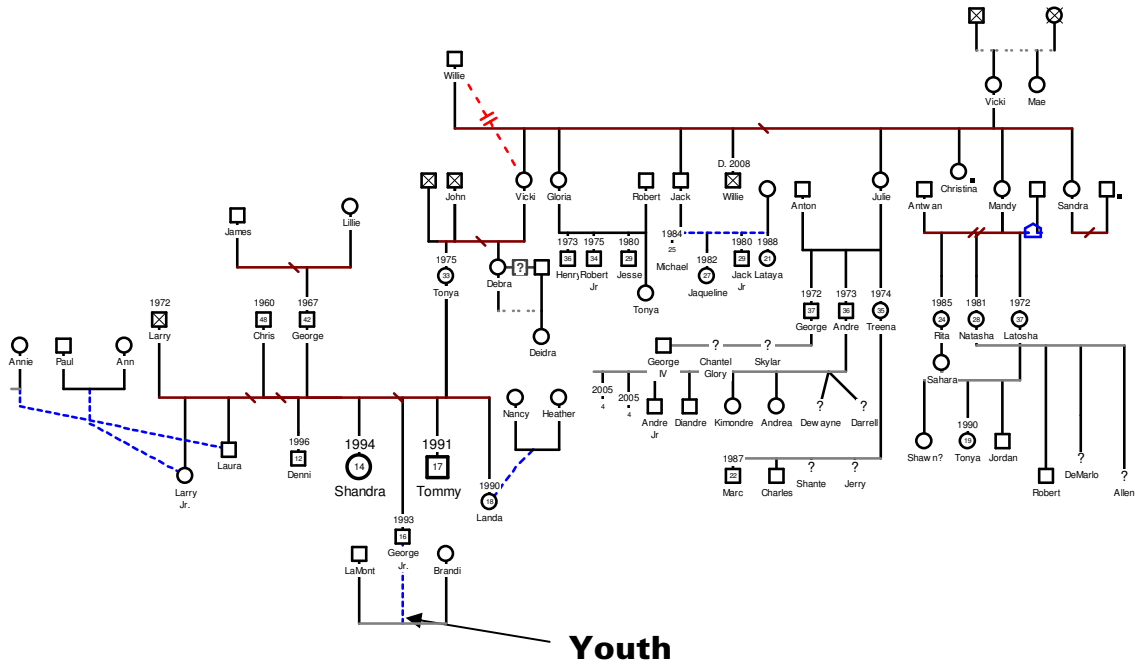 Willie
Vicki
Mae
D. 2008
John
Vicki
Gloria
Robert
Jack
Willie
Anton
Julie
Antwan
Christina
Mandy
Sandra
James
Lillie
1975
33
Tonya
Debra
?
Deidra
1973
36
Henry
1975
34
Robert
Jr
1980
29
Jesse
Tonya
1984
25
Michael
1982
27
Jaqueline
1980
29
Jack
Jr
1988
21
Lataya
1972
37
George
1973
36
Andre
1974
35
Treena
1985
24
Rita
1981
28
Natasha
1972
37
Latosha
Sahara
1972
Larry
1960
48
Chris
1967
42
George
Annie
Paul
Ann
George
IV
?
Chantel
Glory
?
Skylar
2005
4
2005
4
Andre
Jr
Diandre
Kimondre
Andrea
?
Dewayne
?
Darrell
Nancy
Heather
Larry
Jr.
Laura
1996
12
Denni
1994
14
Shandra
1991
17
Tommy
1990
18
Landa
1987
22
Marc
Charles
?
Shante
?
Jerry
Shawn?
1990
19
Tonya
Jordan
Robert
?
DeMarlo
?
Allen
1993
16
George
Jr.
LaMont
Brandi
Youth